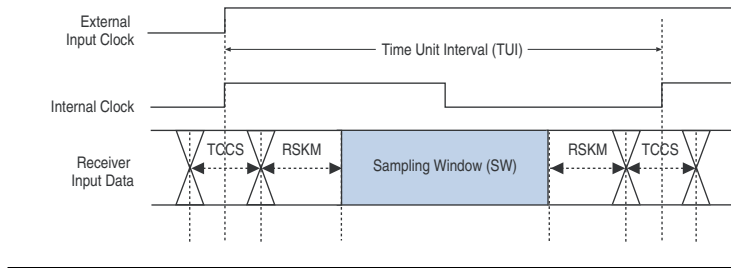 External
Input Clock
Time Unit Interval (TUI)
Internal Clock
TCCS
RSKM
Sampling Window (SW)
RSKM
TCCS
Receiver
Input Data